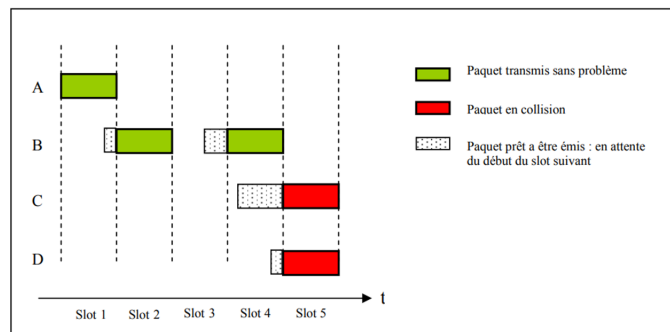 A
B
C
D
Slot 1 Slot 2 Slot 3 Slot 4 Slot 5
t
Paquet transmis sans problème
Paquet en collision
Paquet prêt a être émis : en attente
du début du slot suivant